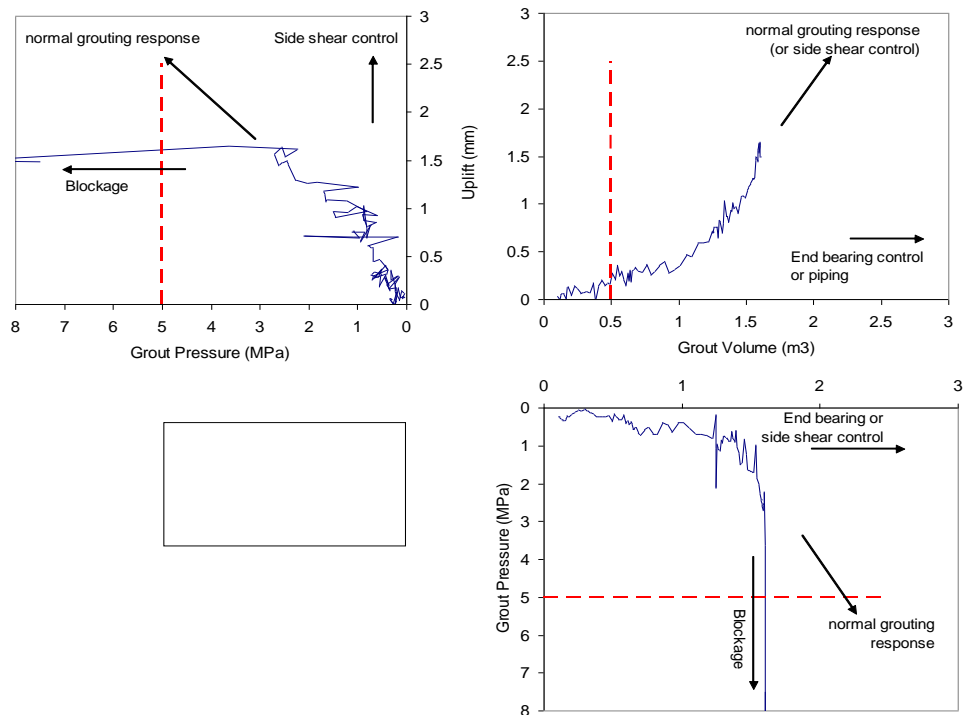 3
2.5
2
1.5
1
0.5
0
Uplift (mm)
normal grouting response
Side shear control
Blockage
8 7 6 5 4 3 2 1 0
Grout Pressure (MPa)
3
2.5
2
1.5
1
0.5
0
normal grouting response
(or side shear control)
End bearing control
or piping
0 0.5 1 1.5 2 2.5 3
Grout Volume (m3)
0 1 2 3
0
1
2
3
4
5
6
7
8
Grout Pressure (MPa)
End bearing or
side shear control
Blockage
normal grouting
response